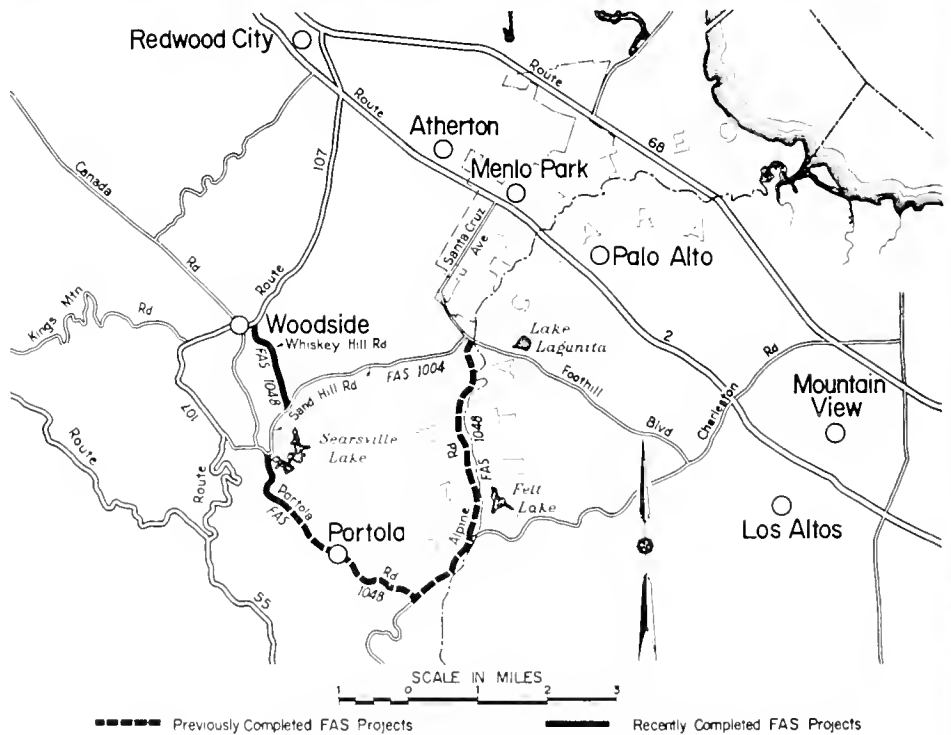 Redwood City
Route
Route
Atherton
68
Menlo Park
107
Canada
Rd
Santa Cruz
Ave
Palo Alto
Route
Kings Mtn
Rd
Woodside
Whiskey Hill Rd
FAS 1048
Lake
Lagunita
2
Charleston
Rd
Sand Hill Rd
FAS 1004
Foothill
Blvd
Mountain
View
107
Searsville
Lake
Route
Route
Rd
1048
FAS
Portola
FAS
Felt
Lake
Los Altos
Portola
Alpine
Rd
1048
55
SCALE IN MILES
1 0 1 2 3
Previously Completed FAS Projects
Recently Completed FAS Projects